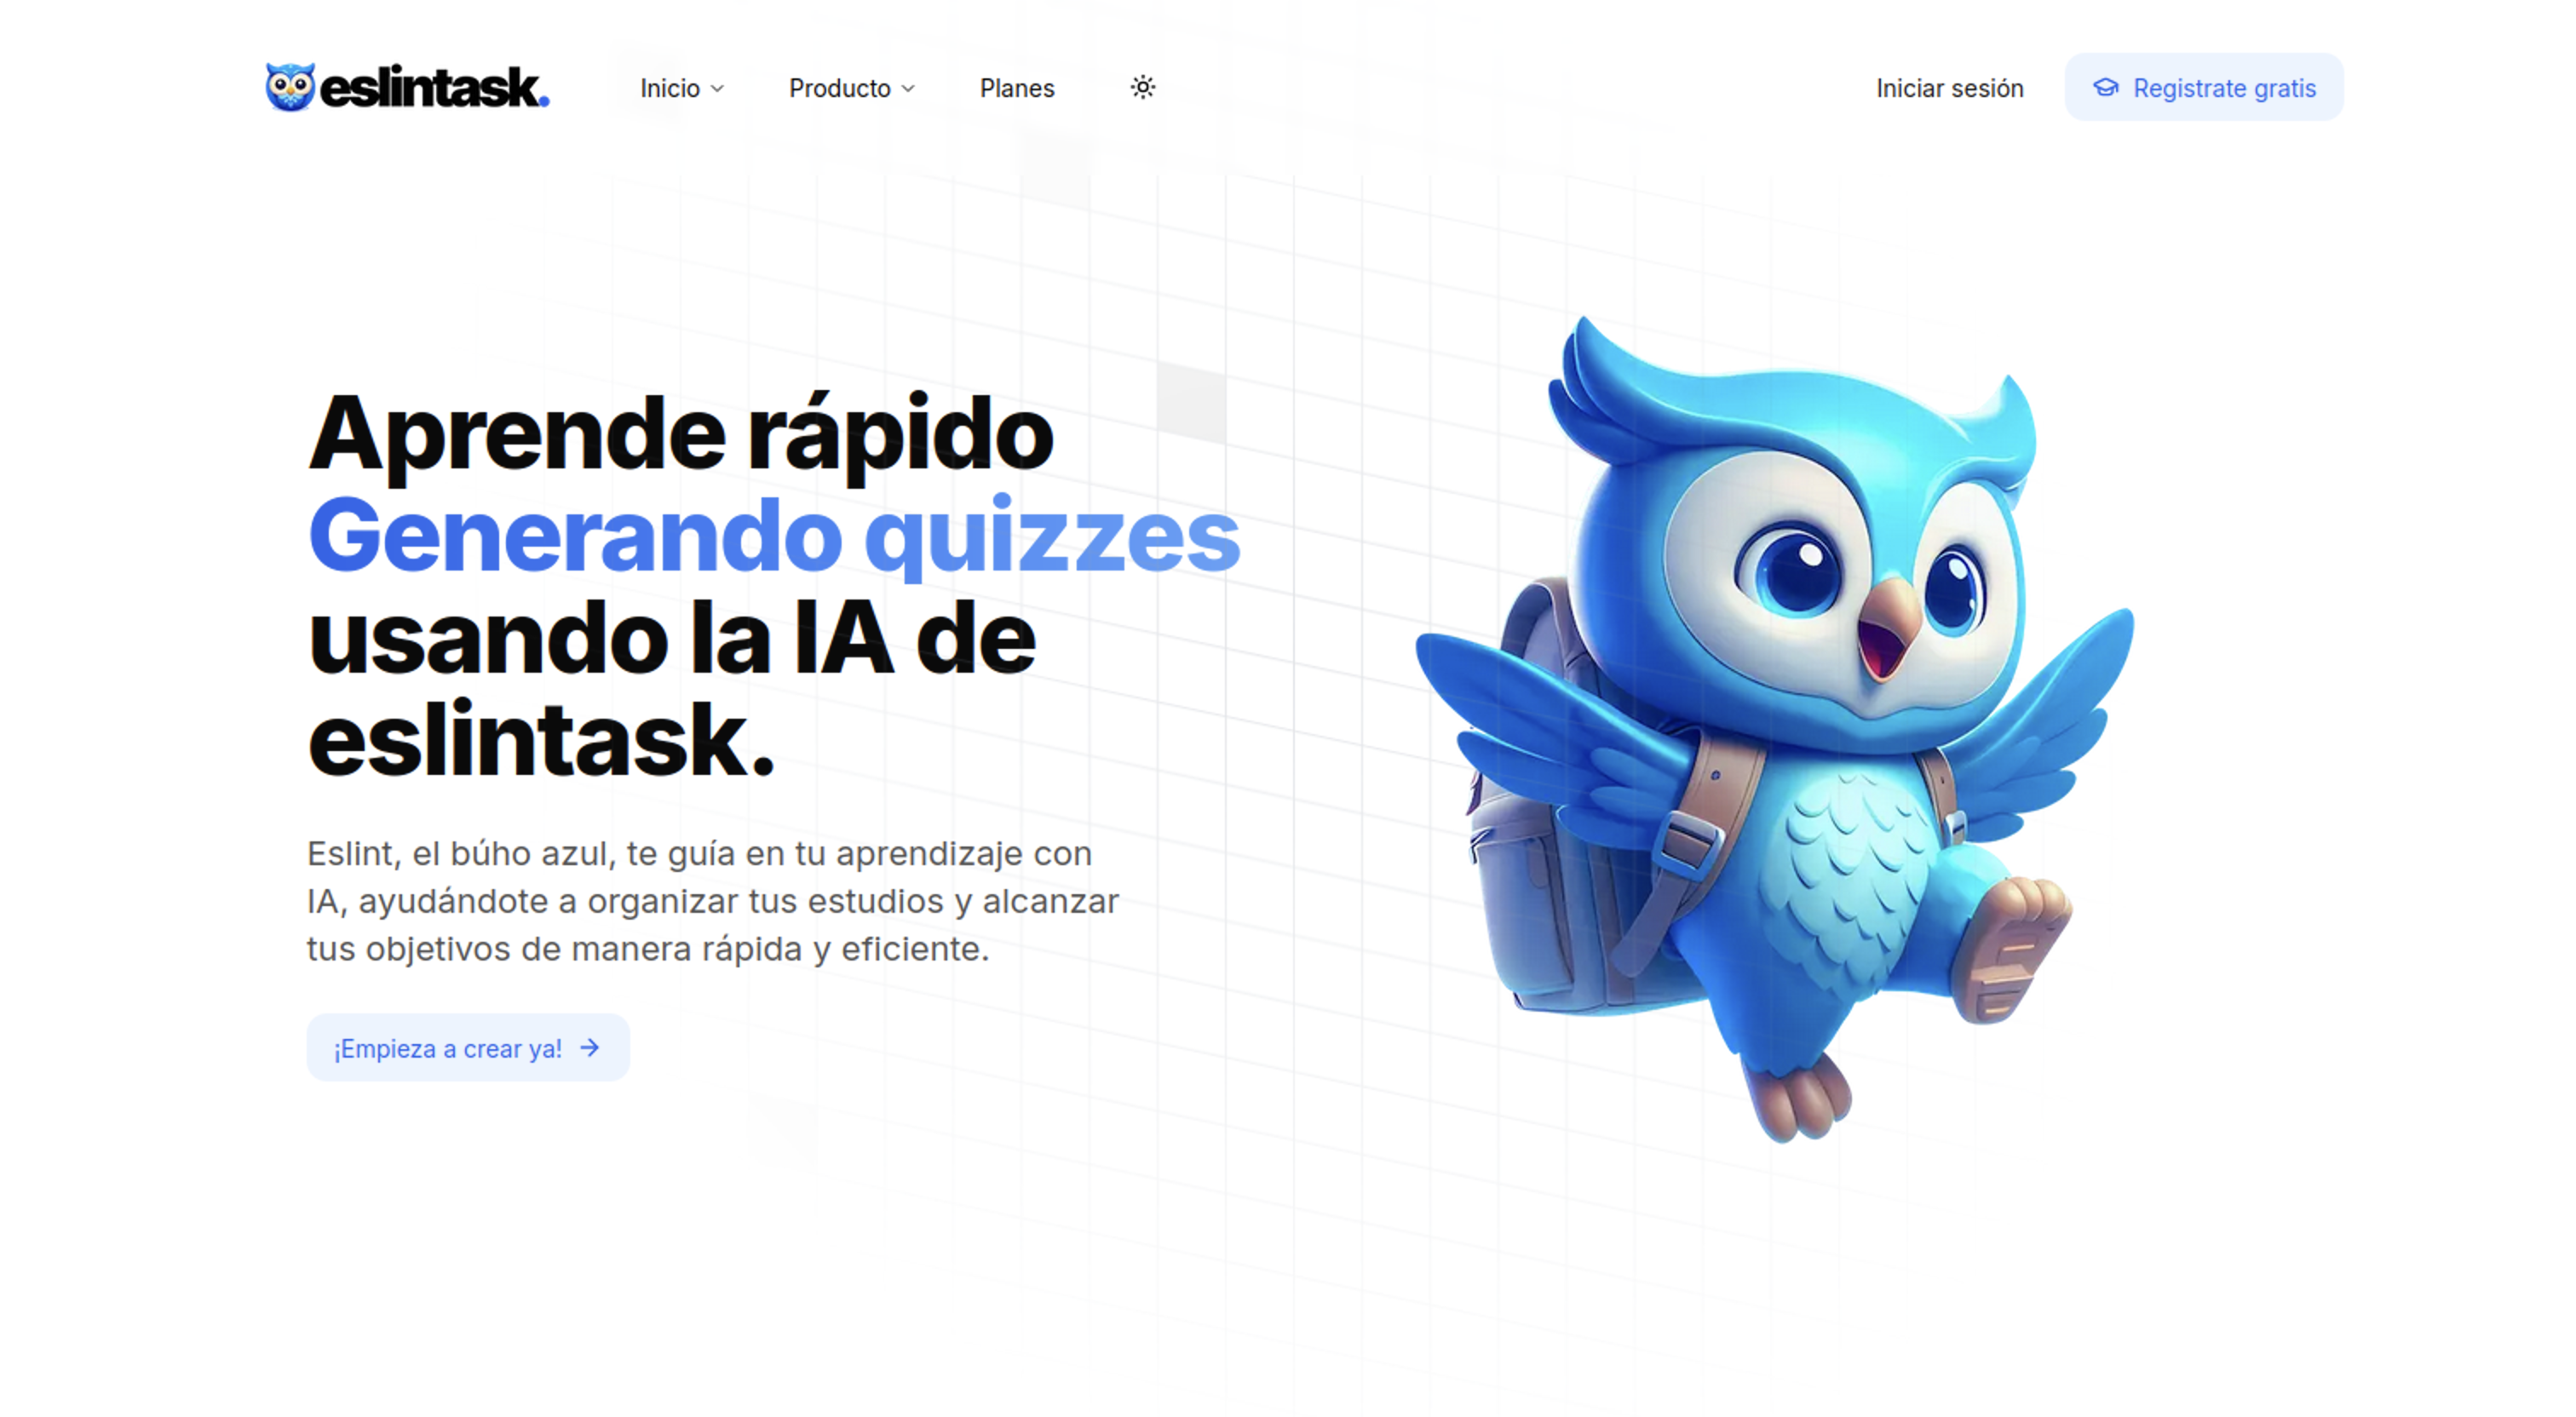 eslintask.
Inicio
Producto
Planes
Iniciar sesión
Registrate gratis
Aprende rápido
Generando quizzes
usando la IA de
eslintask.
Eslint, el búho azul, te guía en tu aprendizaje con
IA, ayudándote a organizar tus estudios y alcanzar
tus objetivos de manera rápida y eficiente.
¡Empieza a crear ya!